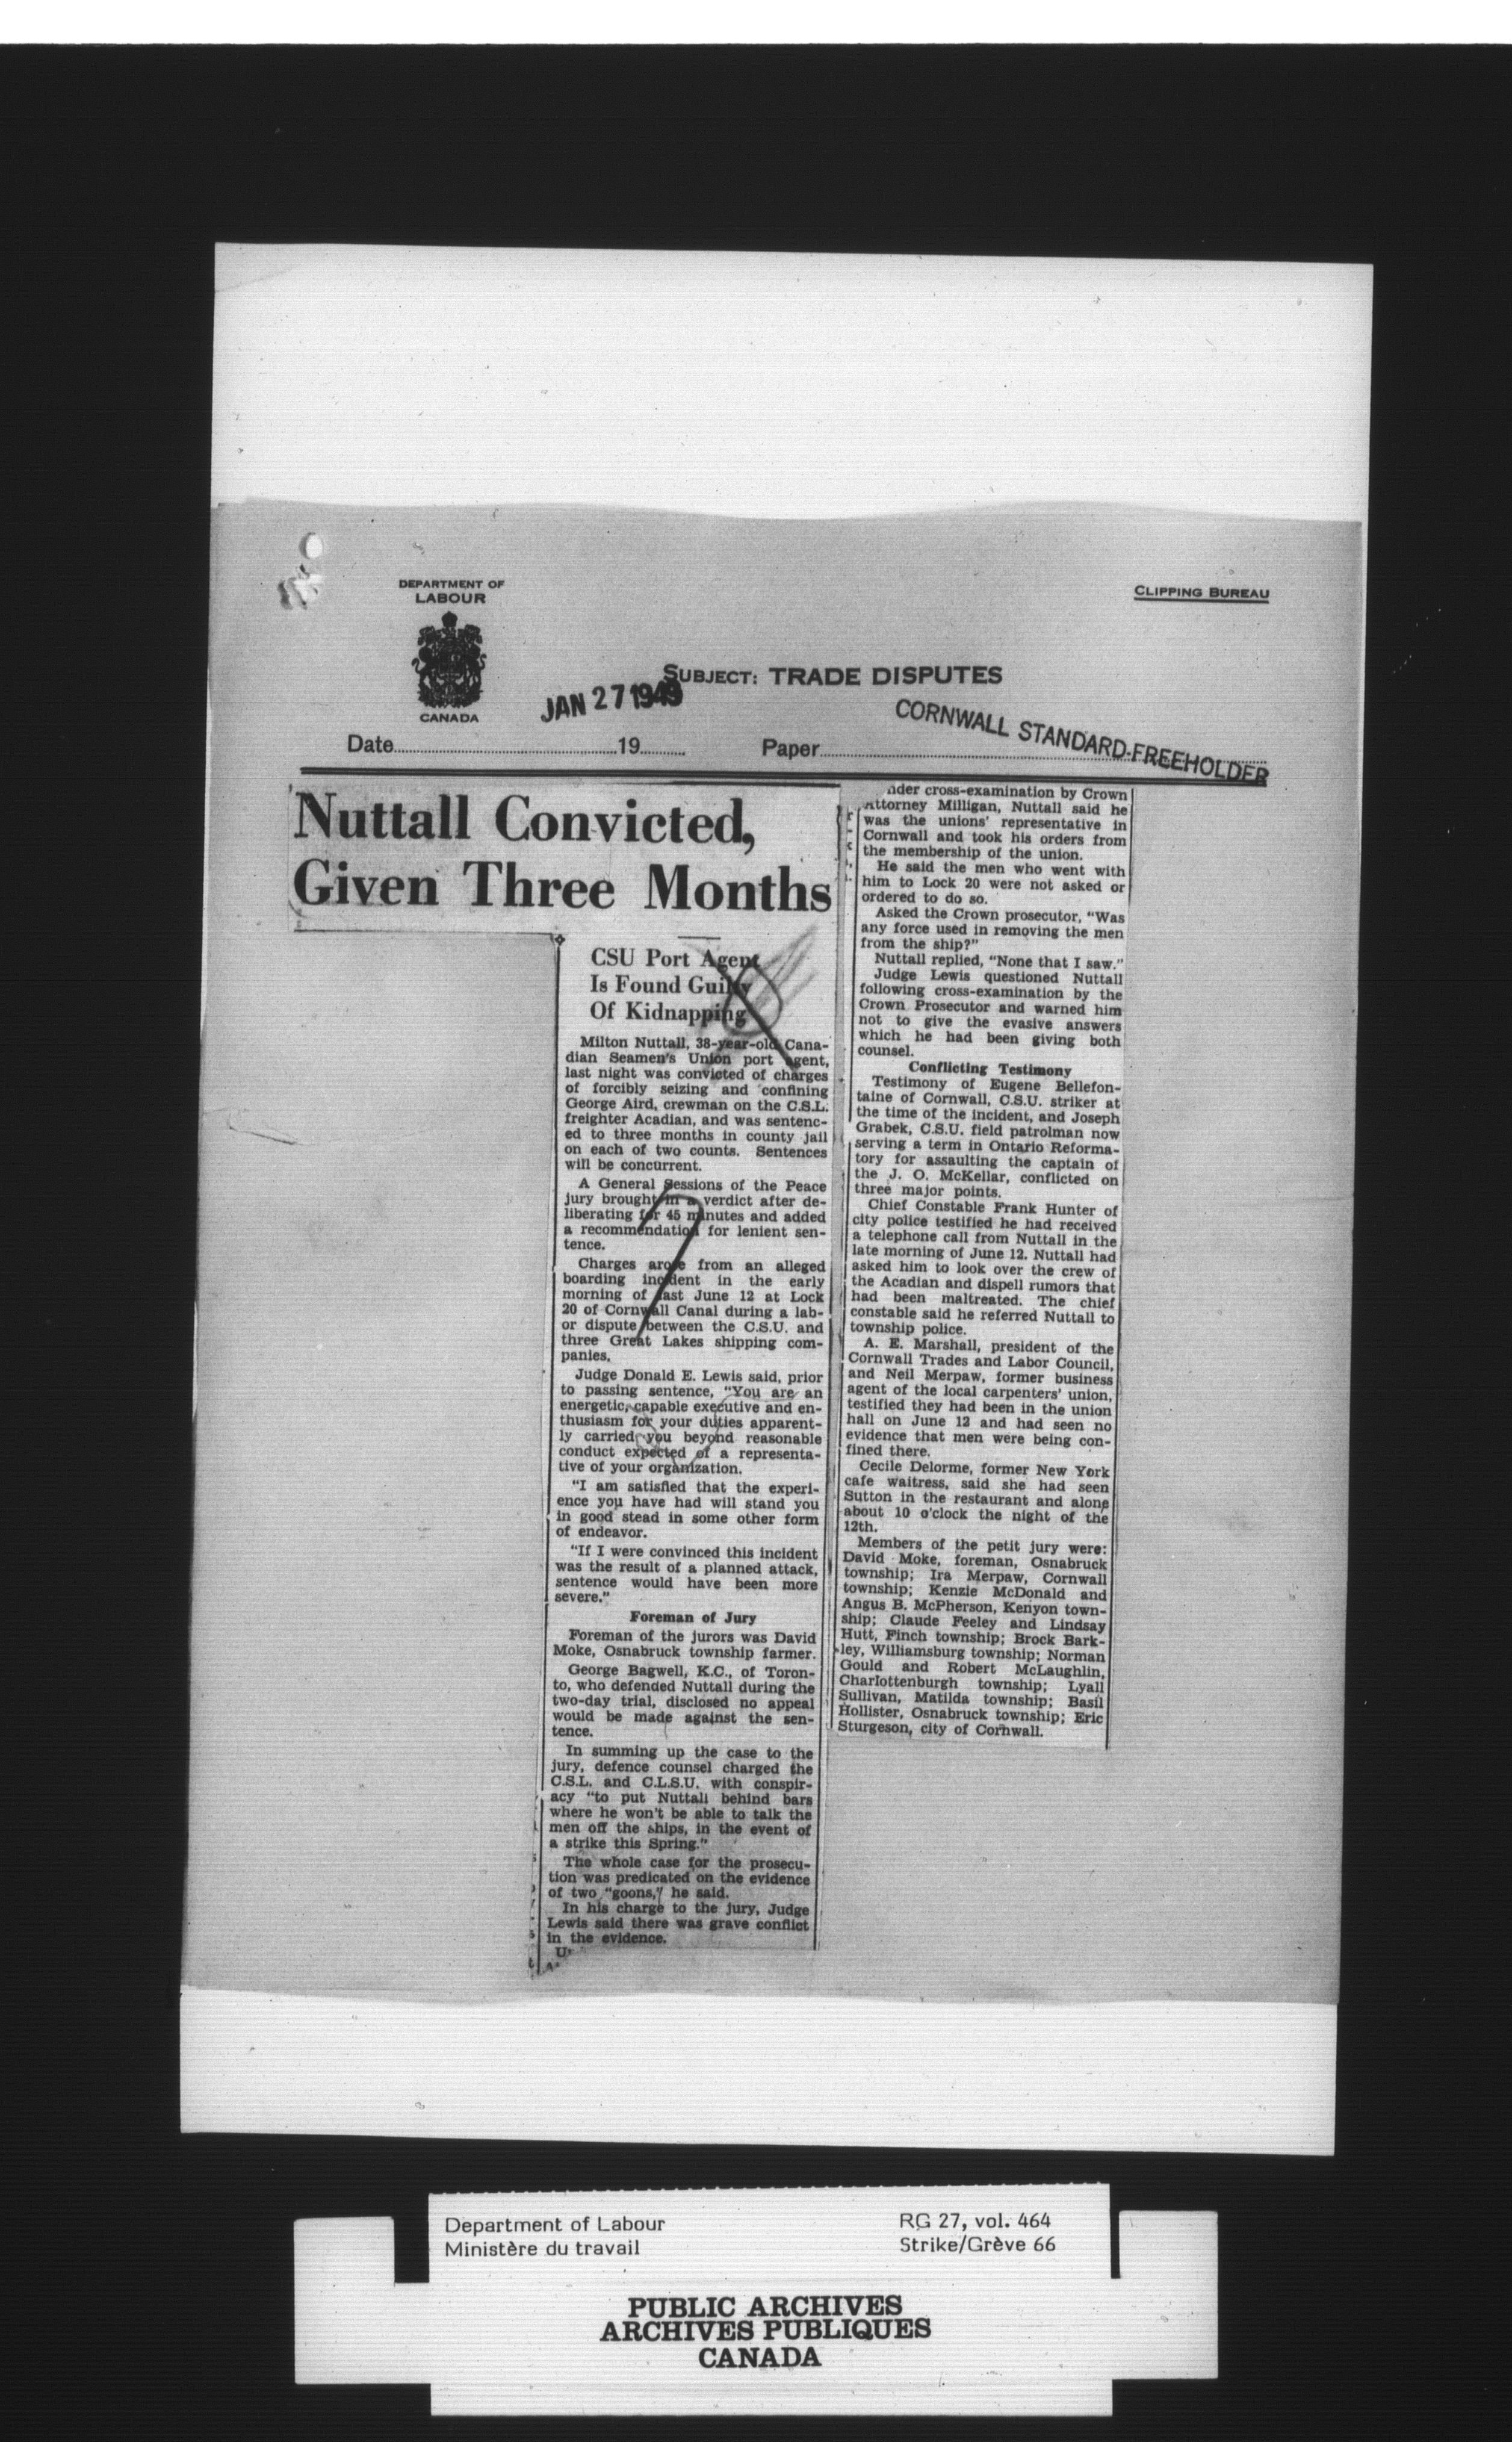 DEPARTMENT OF
LABOUR
CANADA
CLIPPING BUREAU
SUBJECT: TRADE DISPUTES
JAN 27 1949
CORNWALL STANDARD-FREEHOLDER
Date 19 Paper
Nuttall Convicted,
Given Three Months
CSU Port Agent
Is Found Guilty
Of Kidnapping
Milton Nuttall, 38-year-old Cana-
dian Seamen's Union port agent,
last night was convicted of charges
of forcibly seizing and confining
George Aird, crewman on the C.S.L.
freighter Acadian, and was sentenc-
ed to three months in county jail
on each of two counts. Sentences
will be concurrent.
A General Sessions of the Peace
jury brought in a verdict after de-
liberating for 45 minutes and added
a recommendation for lenient sen-
tence.
Charges arose from an alleged
boarding incident in the early
morning of last June 12 at Lock
20 of Cornwall Canal during a lab-
or dispute between the C.S.U. and
three Great Lakes shipping com-
panies.
Judge Donald E. Lewis said, prior
to passing sentence, "You are an
energetic, capable executive and en-
thusiasm for your duties apparent-
ly carried you beyond reasonable
conduct expected of a representa-
tive of your organization.
"I am satisfied that the experi-
ence you have had will stand you
in good stead in some other form
of endeavor.
"If I were convinced this incident
was the result of a planned attack,
sentence would have been more
severe."
Foreman of Jury
Foreman of the jurors was David
Moke, Osnabruck township farmer.
George Bagwell, K.C., of Toron-
to, who defended Nuttall during the
two-day trial, disclosed no appeal
would be made against the sen-
tence.
In summing up the case to the
jury, defence counsel charged the
C.S.L. and C.L.S.U. with conspir-
acy "to put Nuttall behind bars
where he won't be able to talk the
men off the ships, in the event of
a strike this Spring."
The whole case for the prosecu-
tion was predicated on the evidence
of two "goons," he said.
In his charge to the jury, Judge
Lewis said there was grave conflict
in the evidence.
nder cross-examination by Crown
Attorney Milligan, Nuttall said he
was the unions' representative in
Cornwall and took his orders from
the membership of the union.
He said the men who went with
him to Lock 20 were not asked or
ordered to do so.
Asked the Crown prosecutor, "Was
any force used in removing the men
from the ship?"
Nuttall replied, "None that I saw."
Judge Lewis questioned Nuttall
following cross-examination by the
Crown Prosecutor and warned him
not to give the evasive answers
which he had been giving both
counsel.
Conflicting Testimony
Testimony of Eugene Bellefon-
taine of Cornwall, C.S.U. striker at
the time of the incident, and Joseph
Grabek, C.S.U. field patrolman now
serving a term in Ontario Reforma-
tory for assaulting the captain of
the J. O. McKellar, conflicted on
three major points.
Chief Constable Frank Hunter of
city police testified he had received
a telephone call from Nuttall in the
late morning of June 12. Nuttall had
asked him to look over the crew of
the Acadian and dispell rumors that
had been maltreated. The chief
constable said he referred Nuttall to
township police.
A. E. Marshall, president of the
Cornwall Trades and Labor Council,
and Neil Merpaw, former business
agent of the local carpenters' union,
testified they had been in the union
hall on June 12 and had seen no
evidence that men were being con-
fined there.
Cecile Delorme, former New York
cafe waitress, said she had seen
Sutton in the restaurant and alone
about 10 o'clock the night of the
12th.
Members of the petit jury were:
David Moke, foreman, Osnabruck
township; Ira Merpaw, Cornwall
township; Kenzie McDonald and
Angus B. McPherson, Kenyon town-
ship; Claude Feeley and Lindsay
Hutt, Finch township; Brock Bark-
ley, Williamsburg township; Norman
Gould and Robert McLaughlin,
Charlottenburgh township; Lyall
Sullivan, Matilda township; Basil
Hollister, Osnabruck township; Eric
Sturgeon, city of Cornwall.
Department of Labour
Ministère du travail
RG 27, vol. 464
Strike/Grève 66
PUBLIC ARCHIVES
ARCHIVES PUBLIQUES
CANADA